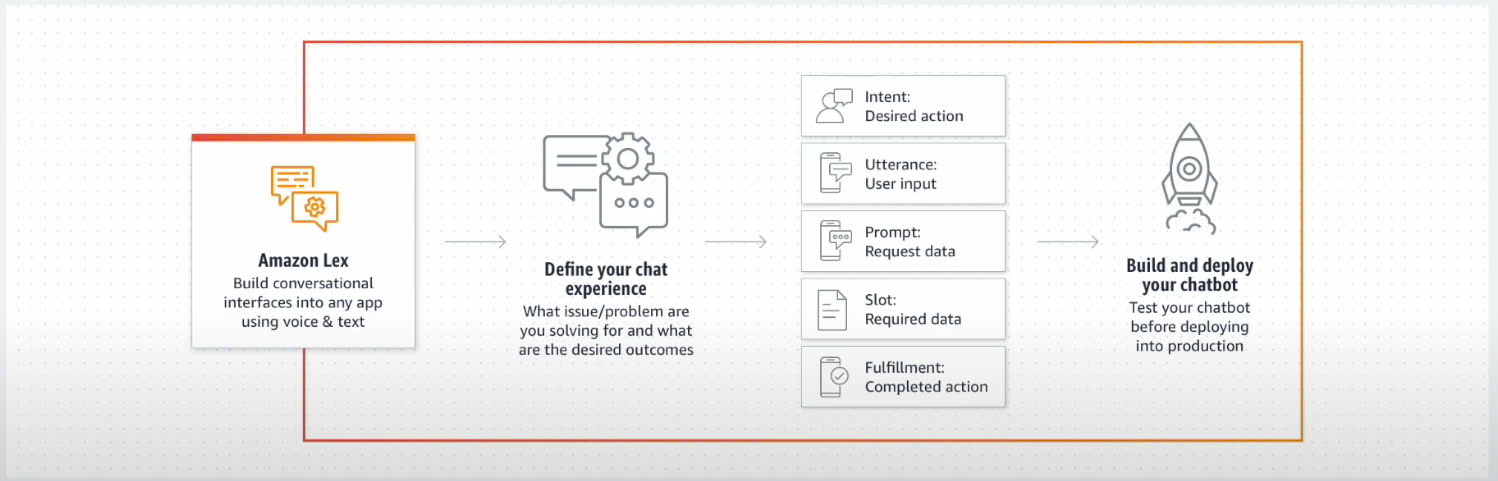 Amazon Lex
Build conversational
interfaces into any app
using voice & text
Define your chat
experience
What issue/problem are
you solving for and what
are the desired outcomes
Intent:
Desired action
Utterance:
User input
Prompt:
Request data
Slot:
Required data
Fulfillment:
Completed action
Build and deploy
your chatbot
Test your chatbot
before deploying
into production